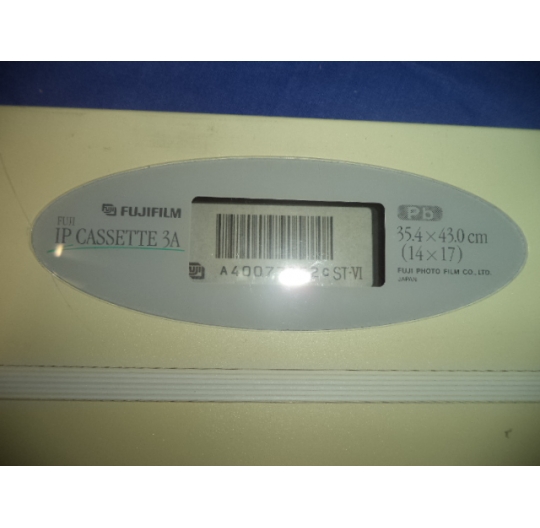 FUJIFILM
FUJI
IP CASSETTE 3A
FUJI
ST-VI
Pb
35.4 × 43.0 cm
(14 × 17)
FUJI PHOTO FILM CO., LTD.
JAPAN